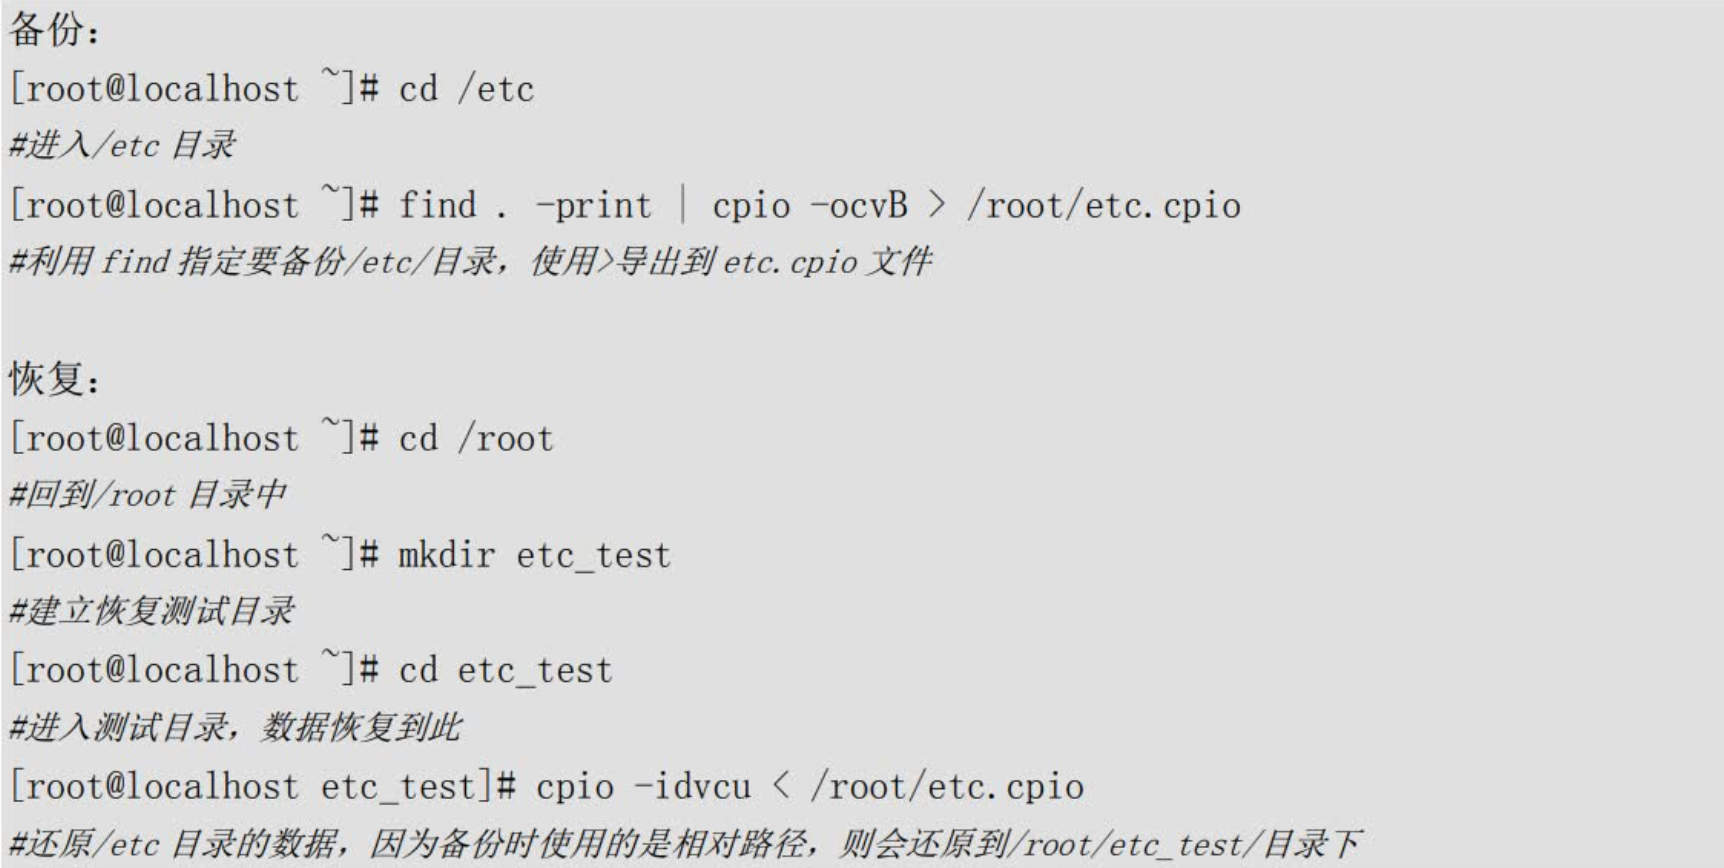 备份：
[root@localhost ~]# cd /etc
#进入/etc 目录
[root@localhost ~]# find . -print | cpio -ocvB > /root/etc.cpio
#利用 find 指定要备份/etc/目录，使用>导出到 etc.cpio 文件
恢复：
[root@localhost ~]# cd /root
#回到/root 目录中
[root@localhost ~]# mkdir etc_test
#建立恢复测试目录
[root@localhost ~]# cd etc_test
#进入测试目录，数据恢复到此
[root@localhost etc_test]# cpio -idvcu < /root/etc.cpio
#还原/etc 目录的数据，因为备份时使用的是相对路径，则会还原到/root/etc_test/目录下